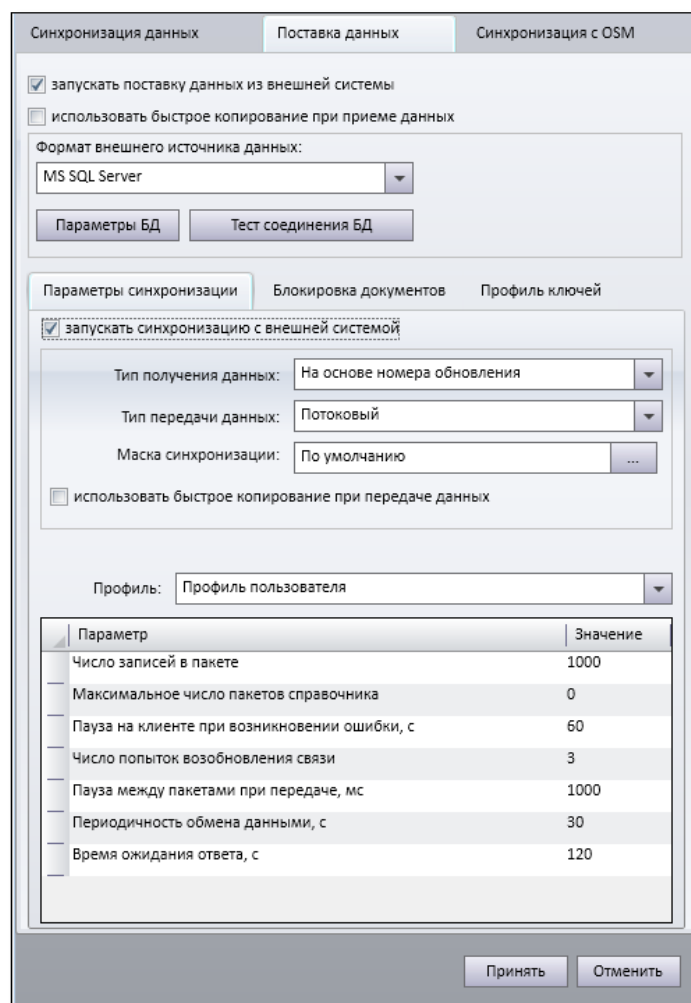 Синхронизация данных Поставка данных Синхронизация с OSM
запускать поставку данных из внешней системы
использовать быстрое копирование при приеме данных
Формат внешнего источника данных:
MS SQL Server
Параметры БД Тест соединения БД
Параметры синхронизации Блокировка документов Профиль ключей
запускать синхронизацию с внешней системой
Тип получения данных: На основе номера обновления
Тип передачи данных: Потоковый
Маска синхронизации: По умолчанию ...
использовать быстрое копирование при передаче данных
Профиль: Профиль пользователя
Параметр Значение
Число записей в пакете 1000
Максимальное число пакетов справочника 0
Пауза на клиенте при возникновении ошибки, с 60
Число попыток возобновления связи 3
Пауза между пакетами при передаче, мс 1000
Периодичность обмена данными, с 30
Время ожидания ответа, с 120
Принять Отменить